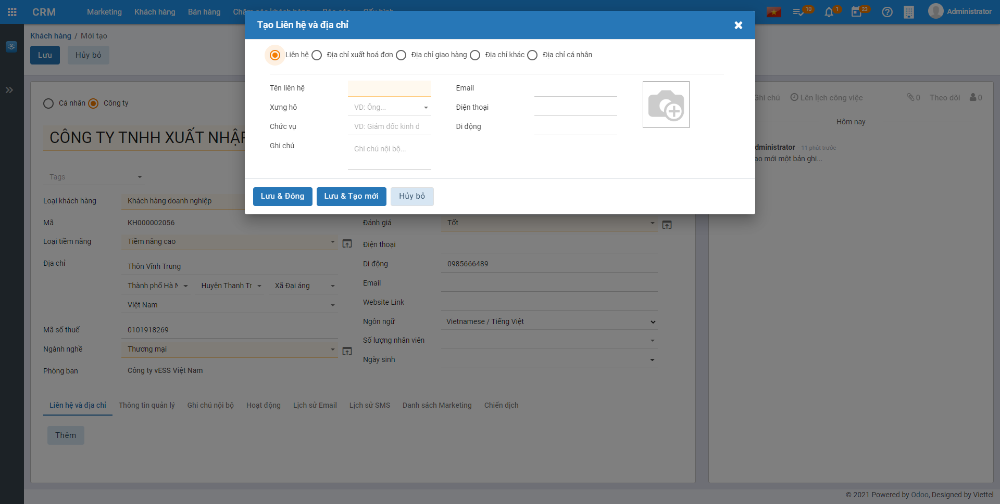 CRM Marketing Khách hàng Bán hàng 10 1 23 Administrator
Tạo Liên hệ và địa chỉ
Khách hàng / Mới tạo
Lưu Hủy bỏ
Liên hệ Địa chỉ xuất hoá đơn Địa chỉ giao hàng Địa chỉ khác Địa chỉ cá nhân
Tên liên hệ Email
Xưng hô VD: Ông... Điện thoại
Chức vụ VD: Giám đốc kinh d Di động
Ghi chú Ghi chú nội bộ...
Lưu & Đóng Lưu & Tạo mới Hủy bỏ
Cá nhân Công ty
CÔNG TY TNHH XUẤT NHẬP
Tags
Loại khách hàng Khách hàng doanh nghiệp
Mã KH000002056
Loại tiềm năng Tiềm năng cao
Địa chỉ Thôn Vĩnh Trung
Thành phố Hà N Huyện Thanh Tr Xã Đại áng
Việt Nam
Mã số thuế 0101918269
Ngành nghề Thương mại
Phòng ban Công ty vESS Việt Nam
Đánh giá Tốt
Điện thoại
Di động 0985666489
Email
Website Link
Ngôn ngữ Vietnamese / Tiếng Việt
Số lượng nhân viên
Ngày sinh
Liên hệ và địa chỉ Thông tin quản lý Ghi chú nội bộ Hoạt động Lịch sử Email Lịch sử SMS Danh sách Marketing Chiến dịch
Thêm
Ghi chú Lên lịch công việc 0 Theo dõi 0
Hôm nay
dministrator - 11 phút trước
ạo mới một bản ghi...
© 2021 Powered by Odoo, Designed by Viettel